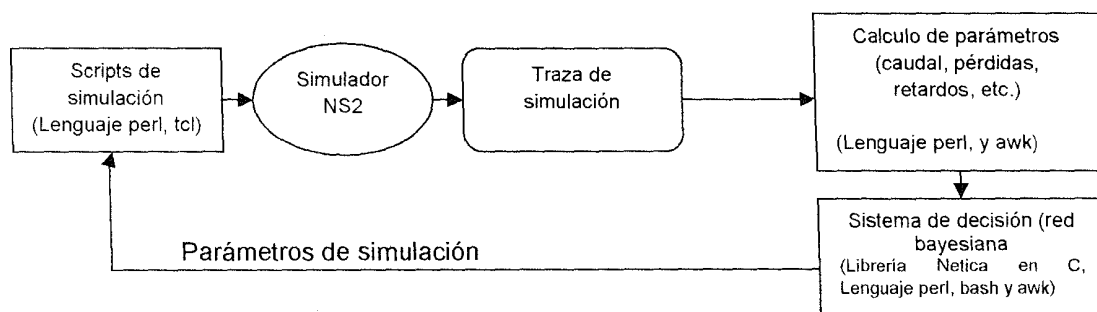 Scripts de
simulación
(Lenguaje perl, tcl)
Simulador
NS2
Traza de
simulación
Calculo de parámetros
(caudal, pérdidas,
retardos, etc.)
(Lenguaje perl, y awk)
Sistema de decisión (red
bayesiana
(Librería Netica en C,
Lenguaje perl, bash y awk)
Parámetros de simulación